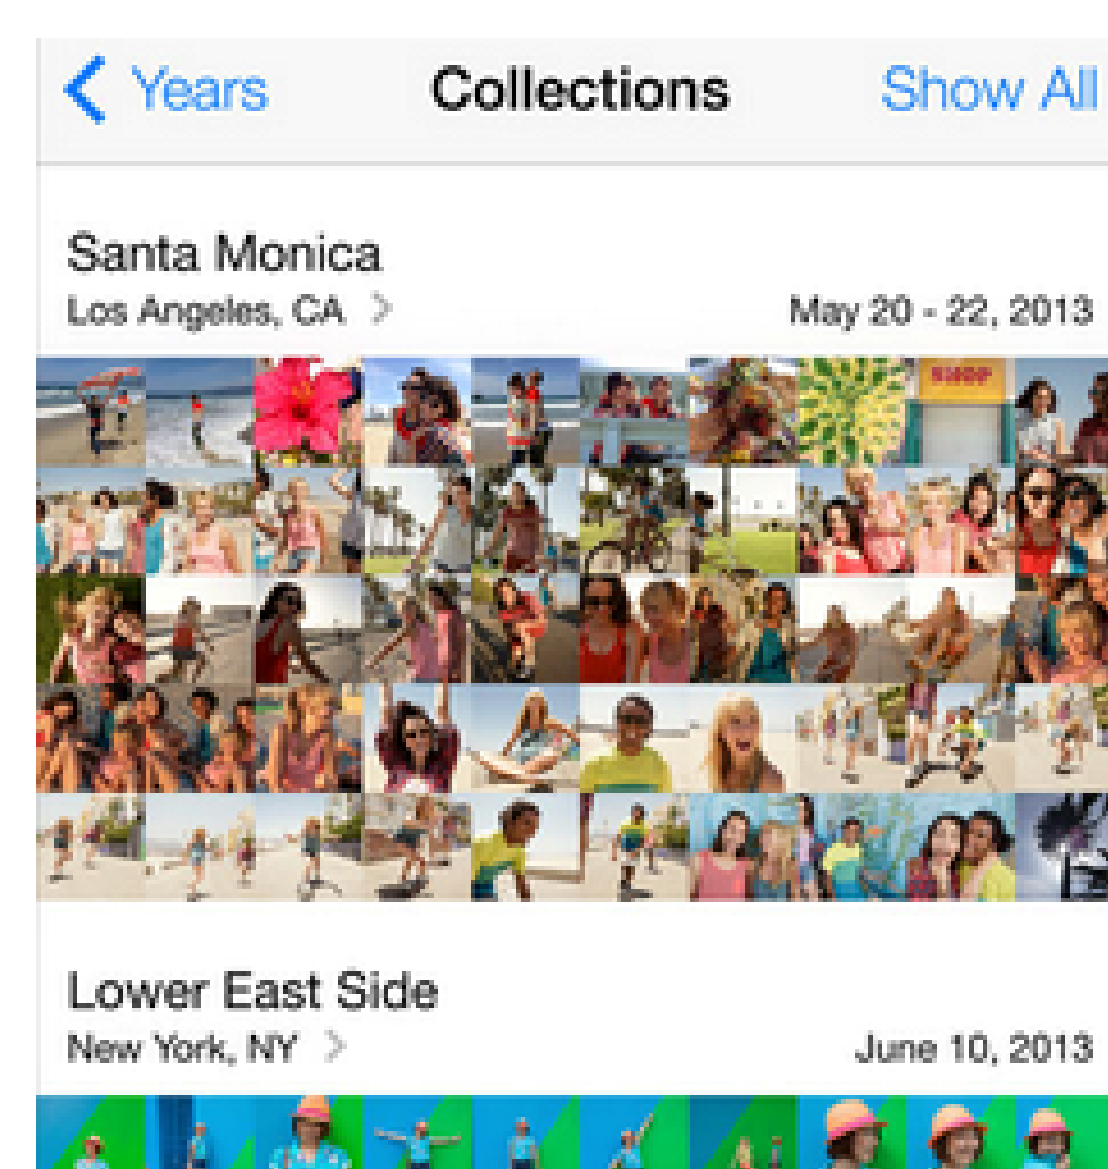 Years Collections Show All
Santa Monica
Los Angeles, CA May 20 - 22, 2013
SHOP
Lower East Side
New York, NY June 10, 2013